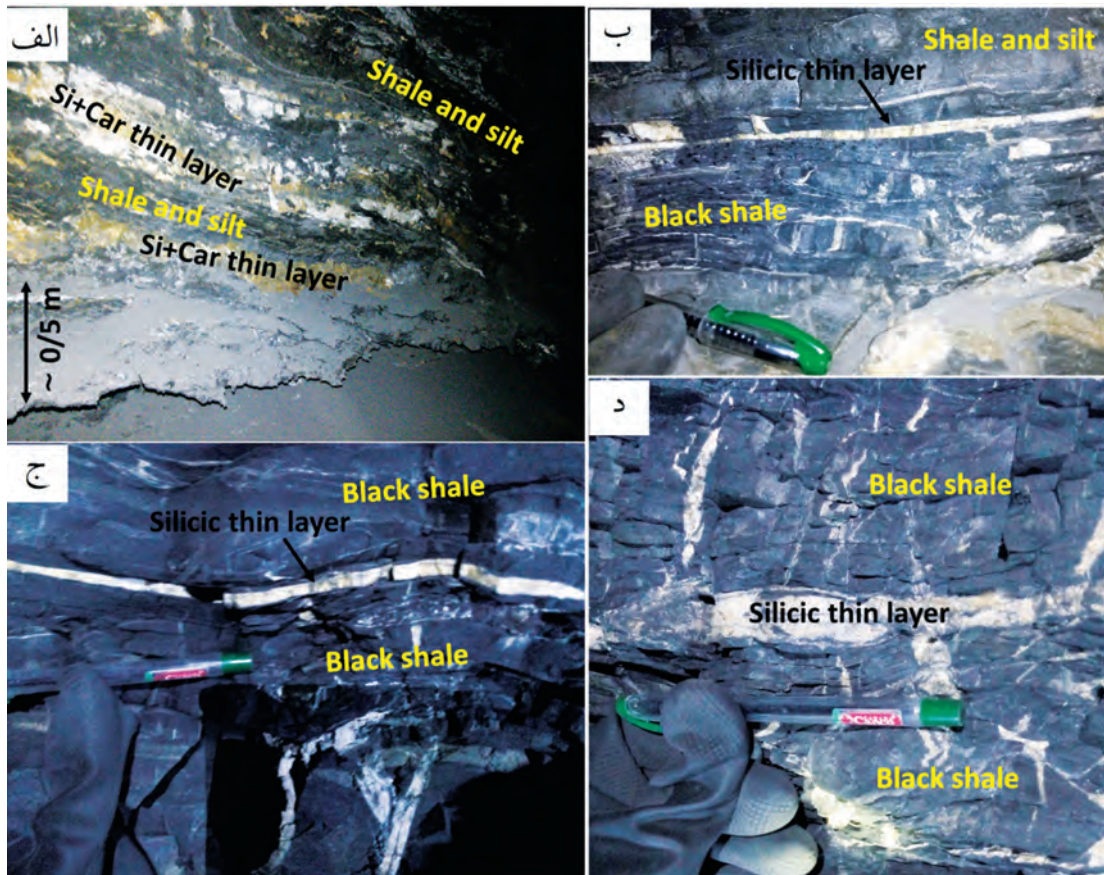 الف
Shale and silt
Si+Car thin layer
Shale and silt
Si+Car thin layer
~ 0/5 m
ب
Shale and silt
Silicic thin layer
Black shale
ج
Black shale
Silicic thin layer
Black shale
د
Black shale
Silicic thin layer
Black shale